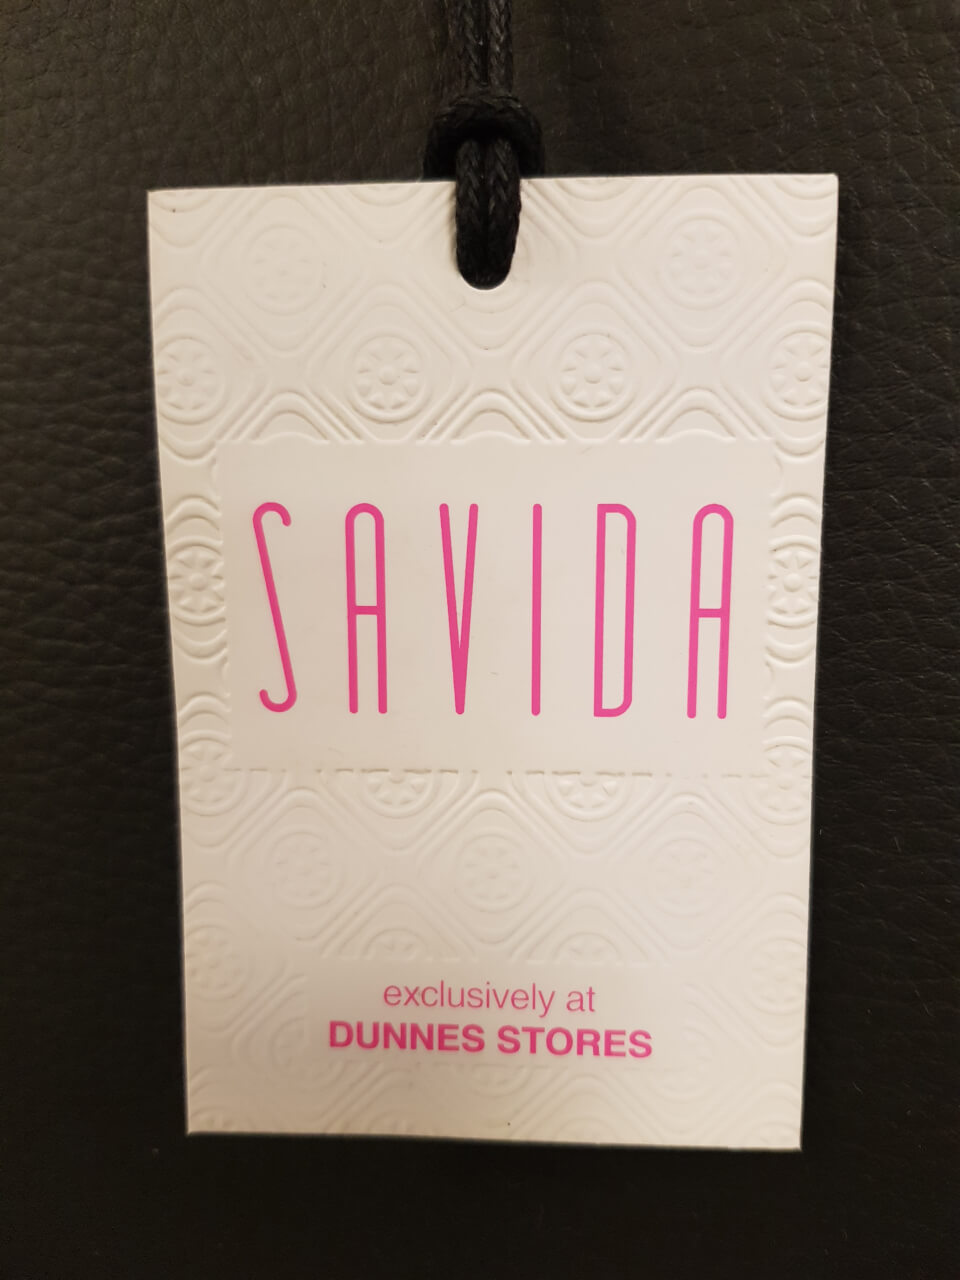 SAVIDA
exclusively at
DUNNES STORES